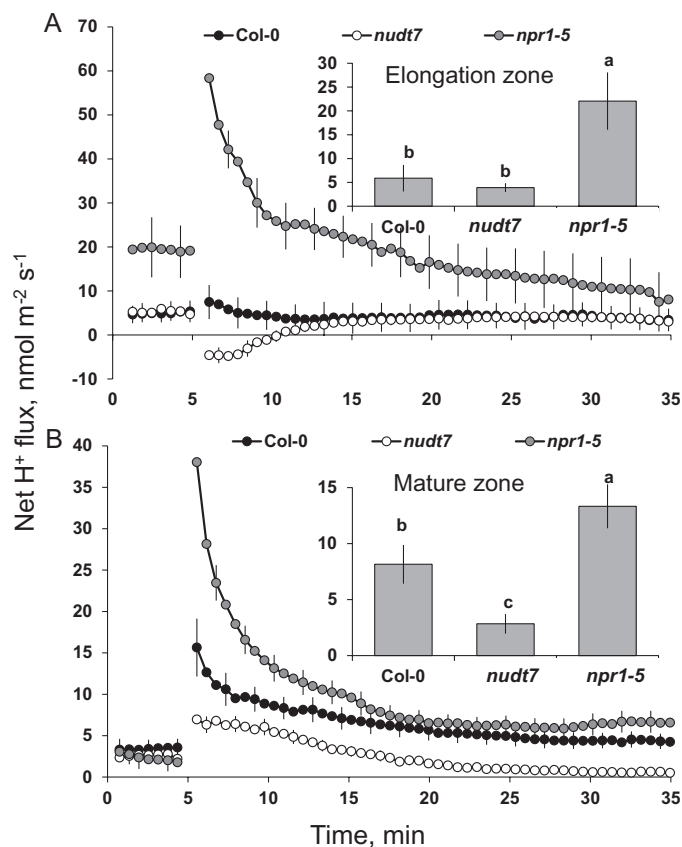 A
Col-0 nudt7 npr1-5
70
60
50
40
30
20
10
0
-10
0 5 10 15 20 25 30 35
Elongation zone
30
25
20
15
10
5
0
b b a
Col-0 nudt7 npr1-5
Net H⁺ flux, nmol m⁻² s⁻¹
B
Col-0 nudt7 npr1-5
40
35
30
25
20
15
10
5
0
0 5 10 15 20 25 30 35
Mature zone
15
10
5
0
b c a
Col-0 nudt7 npr1-5
Time, min